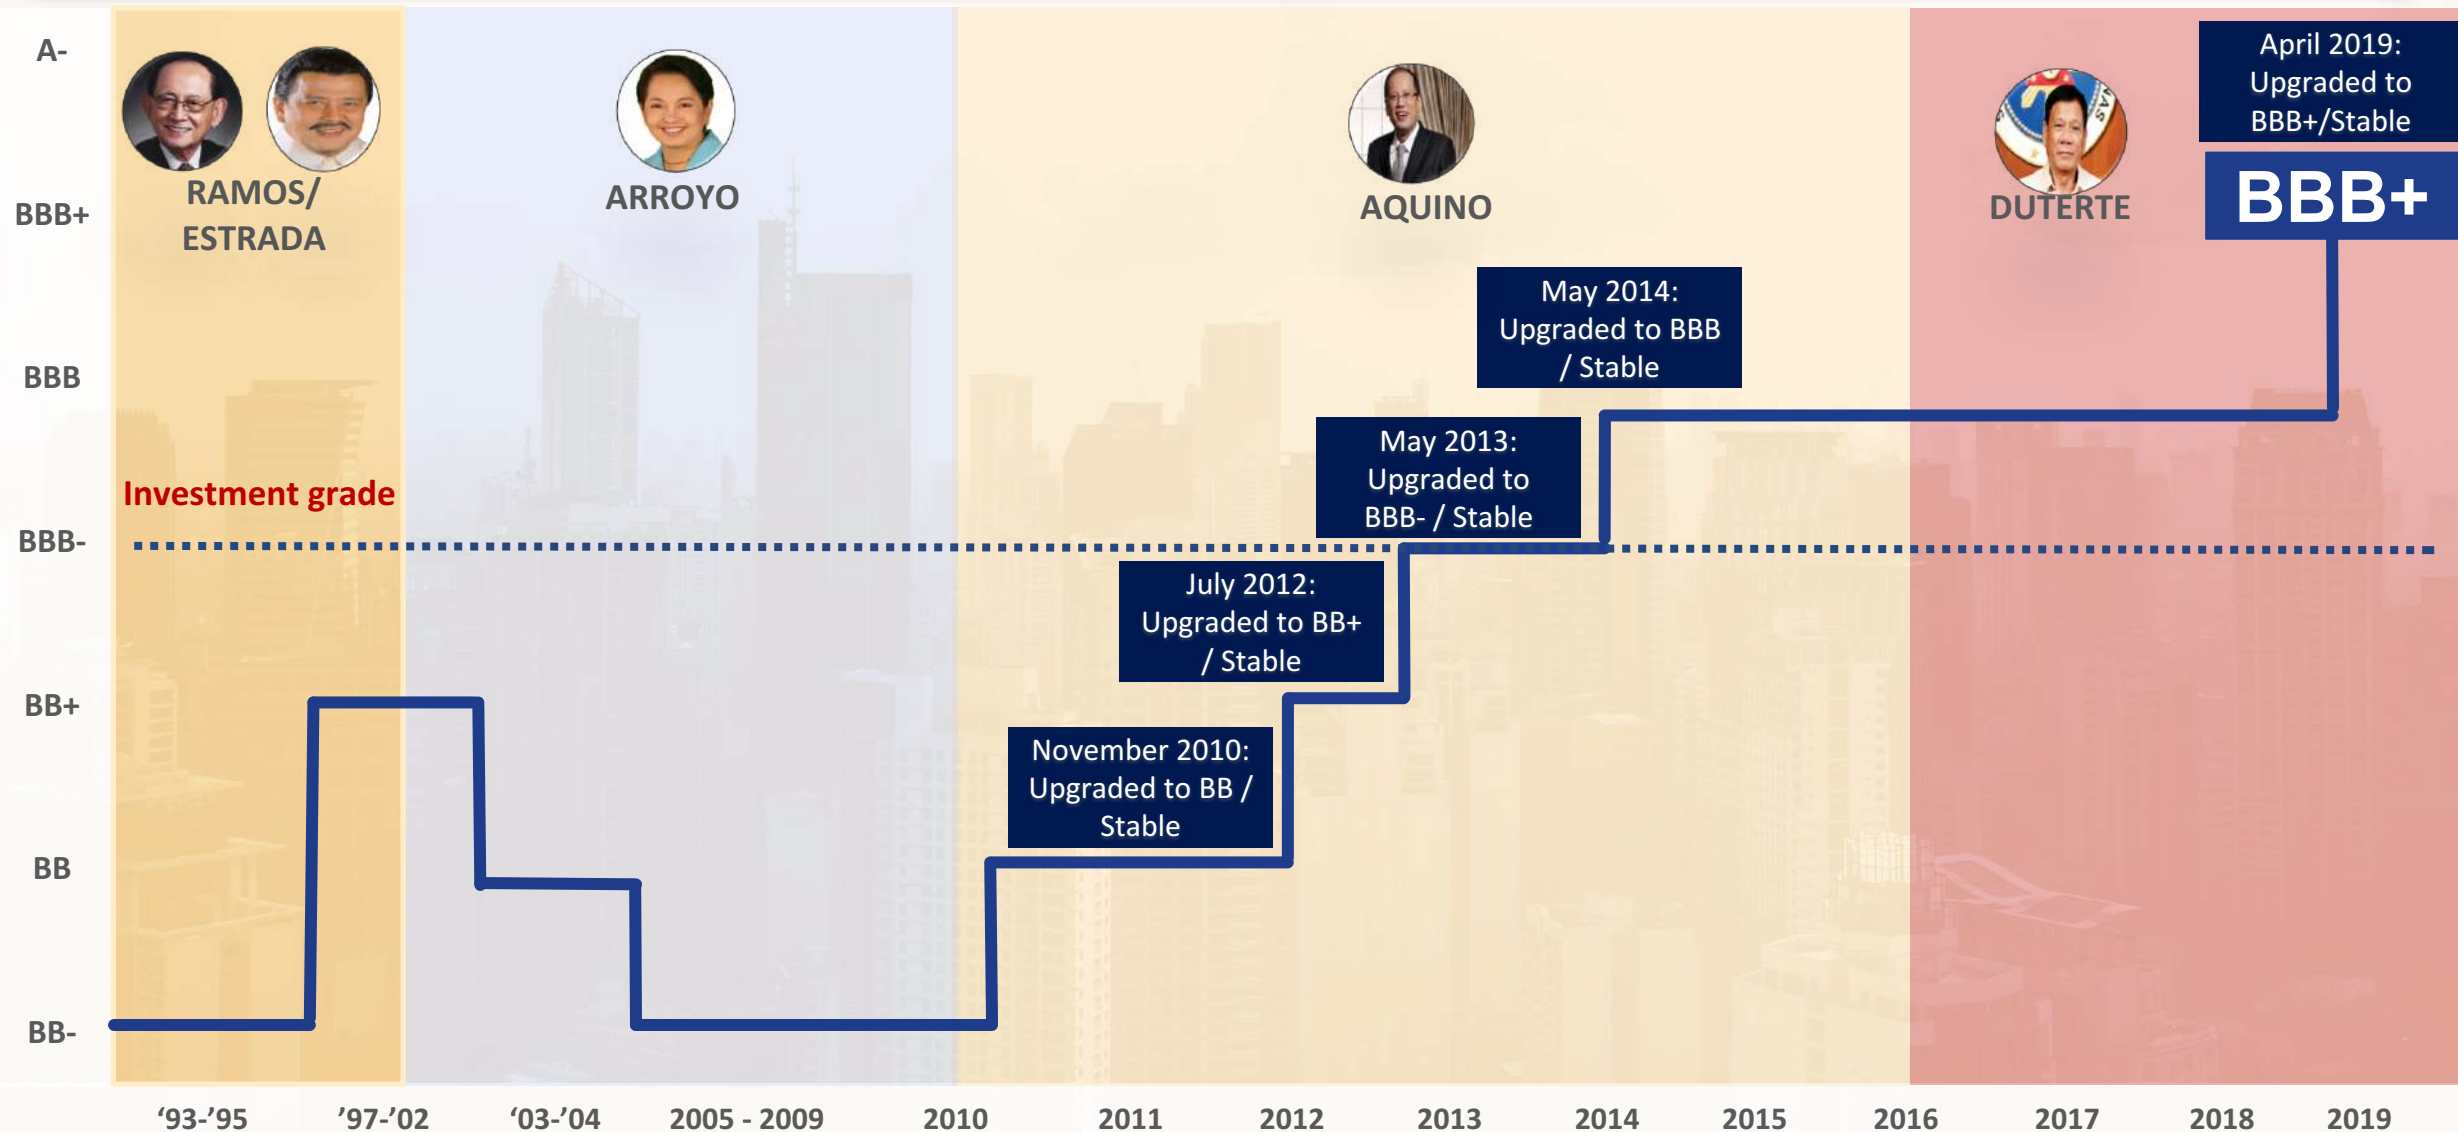 A-
BBB+
BBB
BBB-
BB+
BB
BB-
RAMOS/
ESTRADA
ARROYO
AQUINO
DUTERTE
April 2019:
Upgraded to
BBB+/Stable
BBB+
May 2014:
Upgraded to BBB
/ Stable
May 2013:
Upgraded to
BBB- / Stable
Investment grade
July 2012:
Upgraded to BB+
/ Stable
November 2010:
Upgraded to BB /
Stable
‘93-’95 ’97-’02 ‘03-’04 2005 - 2009 2010 2011 2012 2013 2014 2015 2016 2017 2018 2019